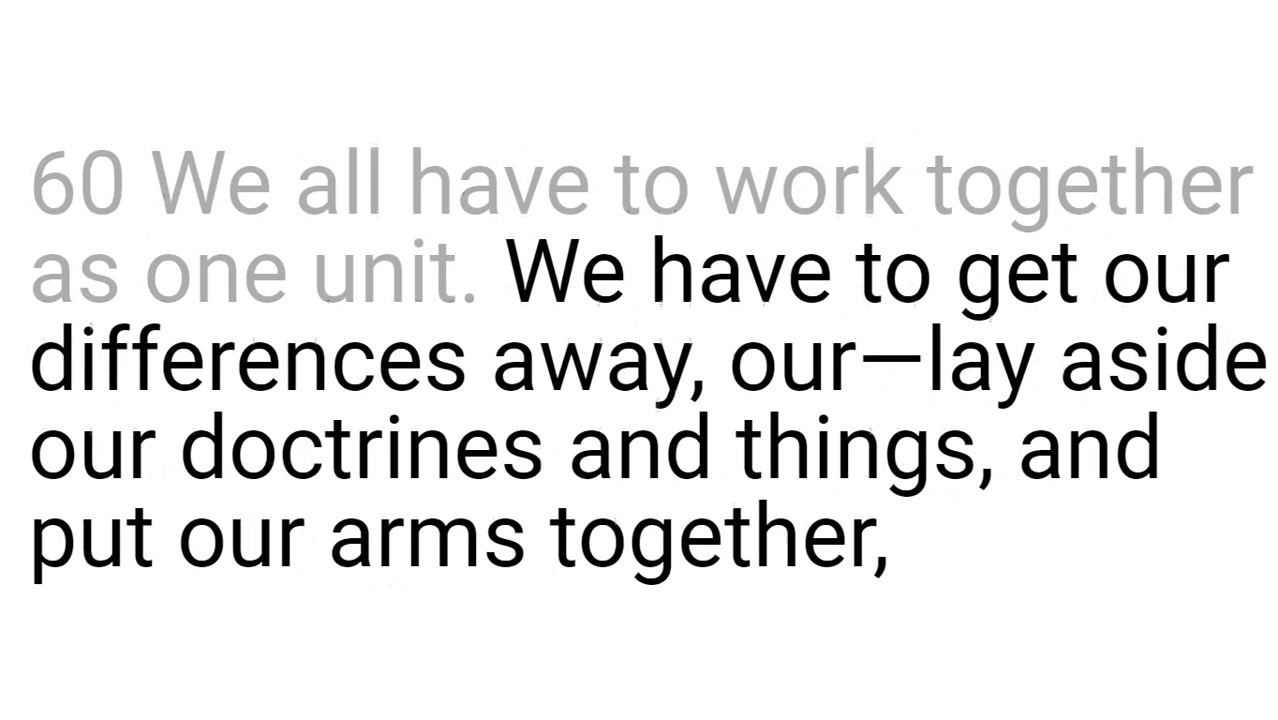 60 We all have to work together
as one unit. We have to get our
differences away, our—lay aside
our doctrines and things, and
put our arms together,